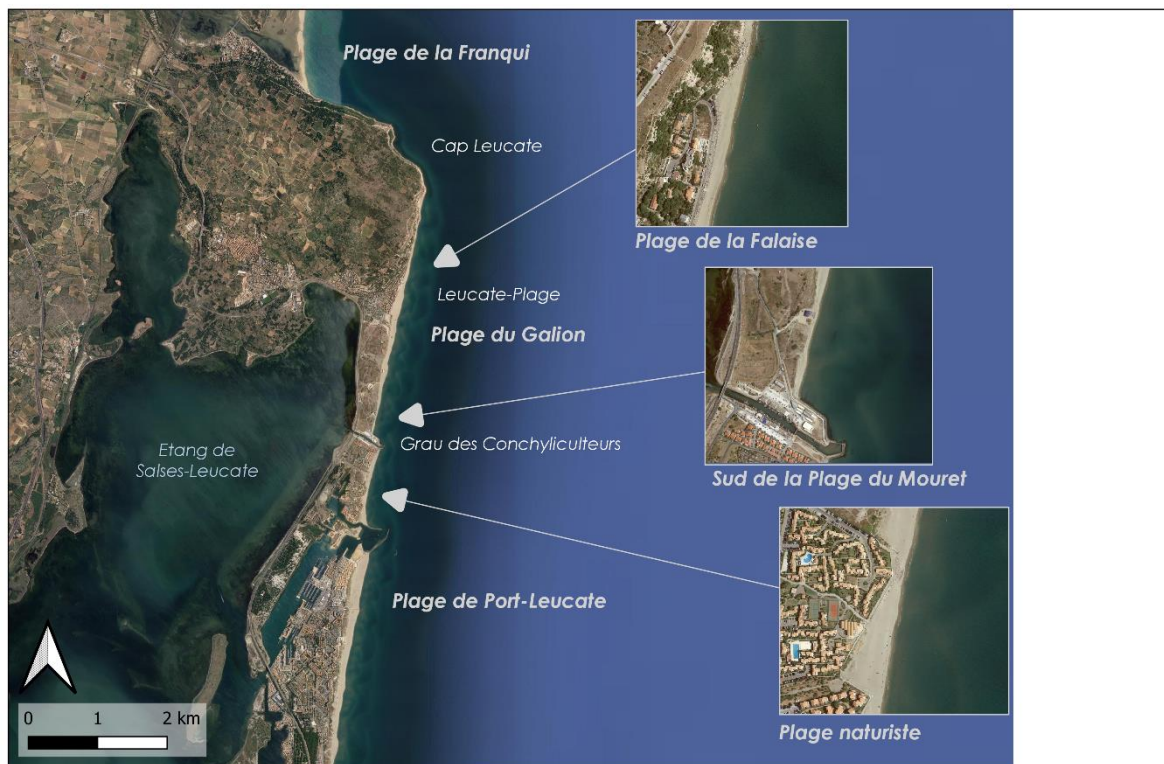 Plage de la Franqui
Cap Leucate
Plage de la Falaise
Leucate-Plage
Plage du Galion
Grau des Conchyliculteurs
Etang de
Salses-Leucate
Sud de la Plage du Mouret
Plage de Port-Leucate
Plage naturiste
0 1 2 km